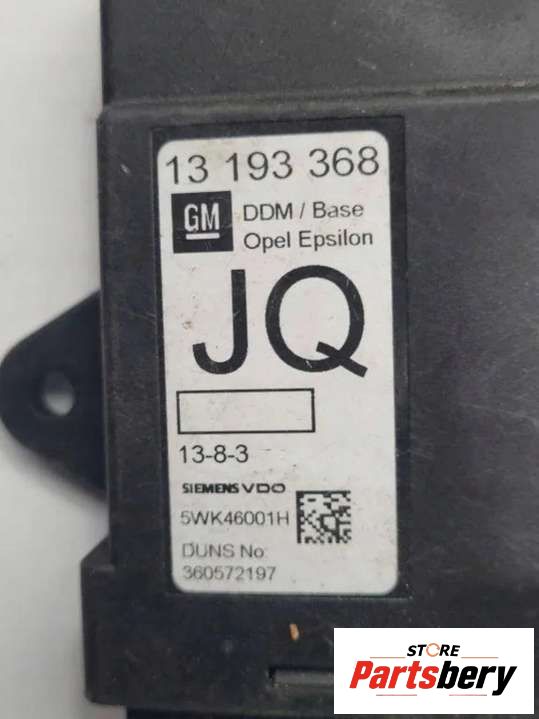 13 193 368
GM
DDM / Base
Opel Epsilon
JQ
13-8-3
SIEMENS VDO
5WK46001H
DUNS No:
360572197
STORE
Partsbery